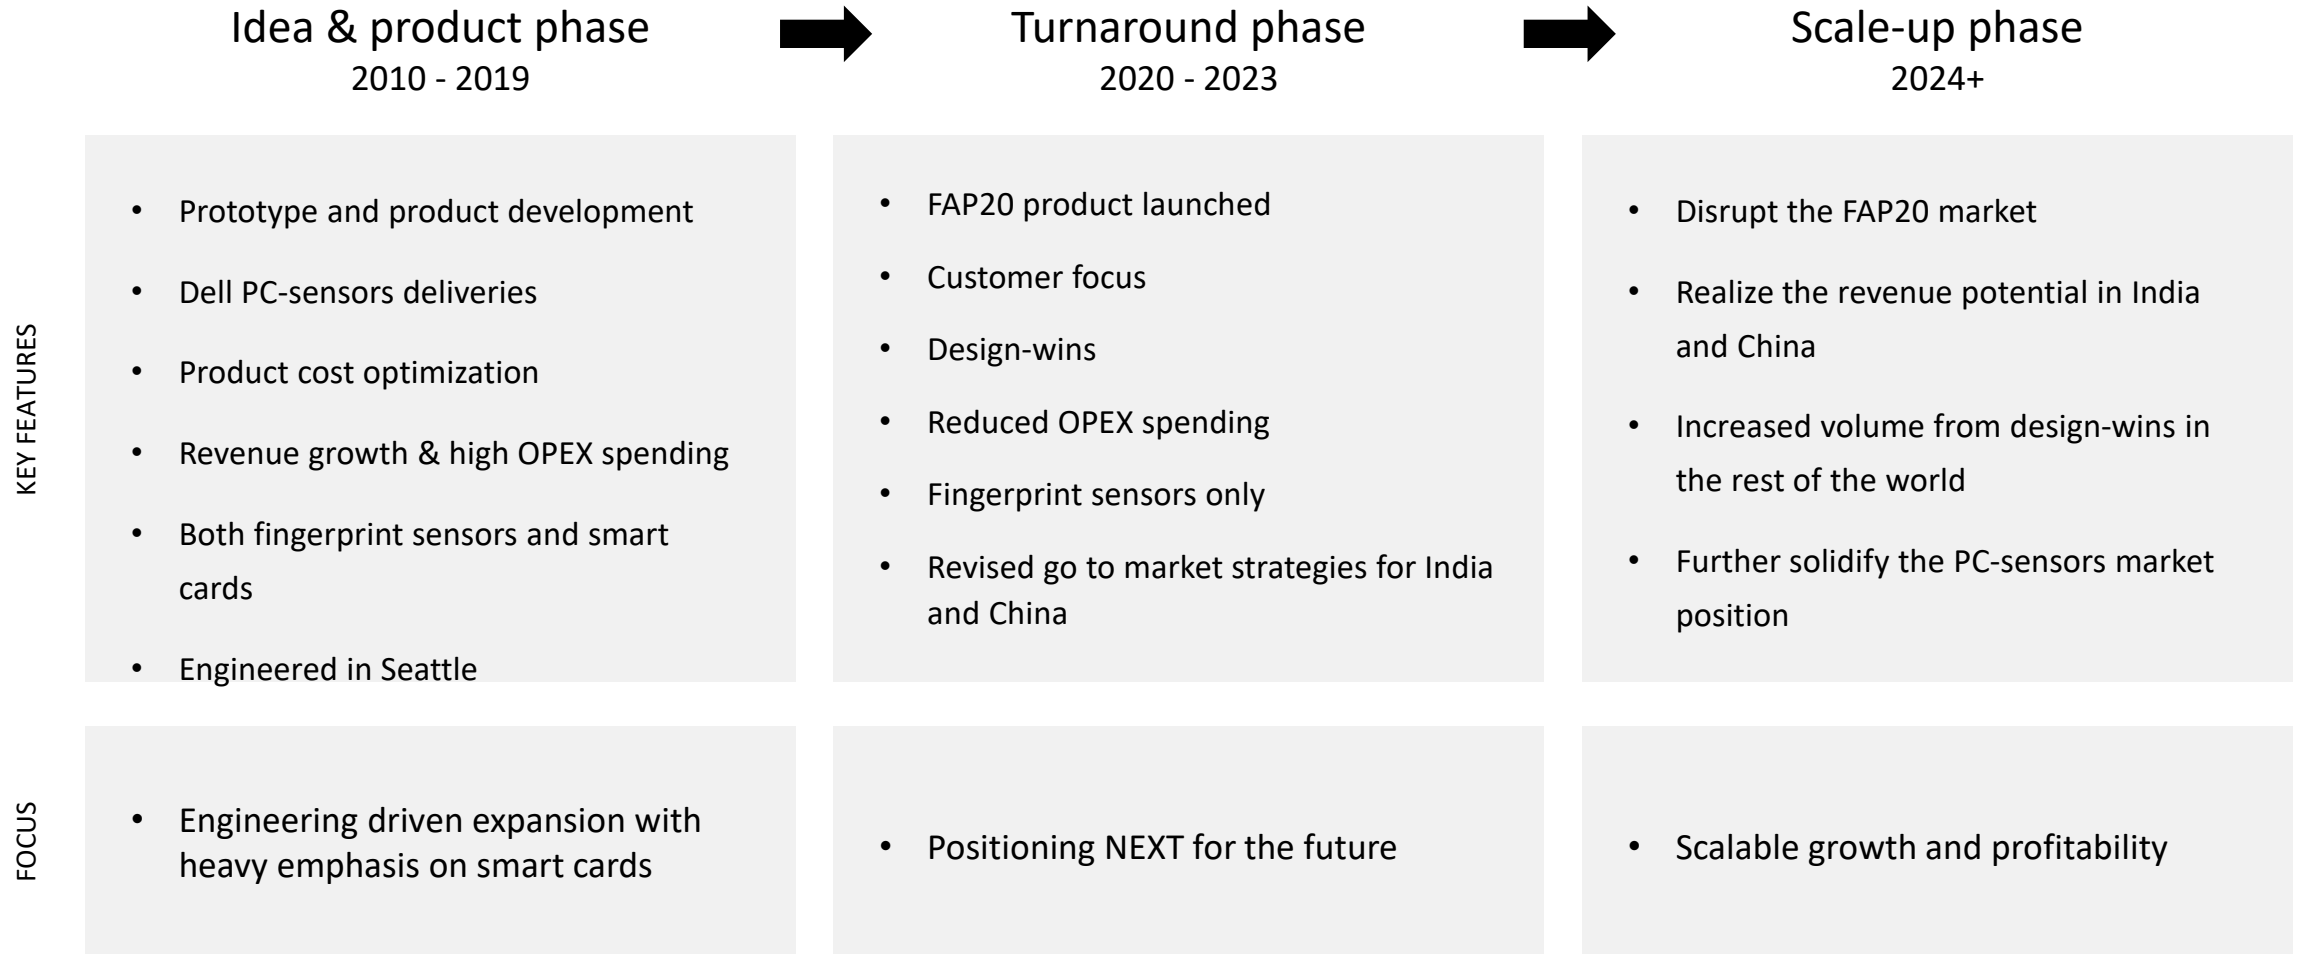 Idea & product phase
2010 - 2019
Turnaround phase
2020 - 2023
Scale-up phase
2024+
KEY FEATURES
• Prototype and product development
• Dell PC-sensors deliveries
• Product cost optimization
• Revenue growth & high OPEX spending
• Both fingerprint sensors and smart
cards
• Engineered in Seattle
• FAP20 product launched
• Customer focus
• Design-wins
• Reduced OPEX spending
• Fingerprint sensors only
• Revised go to market strategies for India
and China
• Disrupt the FAP20 market
• Realize the revenue potential in India
and China
• Increased volume from design-wins in
the rest of the world
• Further solidify the PC-sensors market
position
FOCUS
• Engineering driven expansion with
heavy emphasis on smart cards
• Positioning NEXT for the future
• Scalable growth and profitability